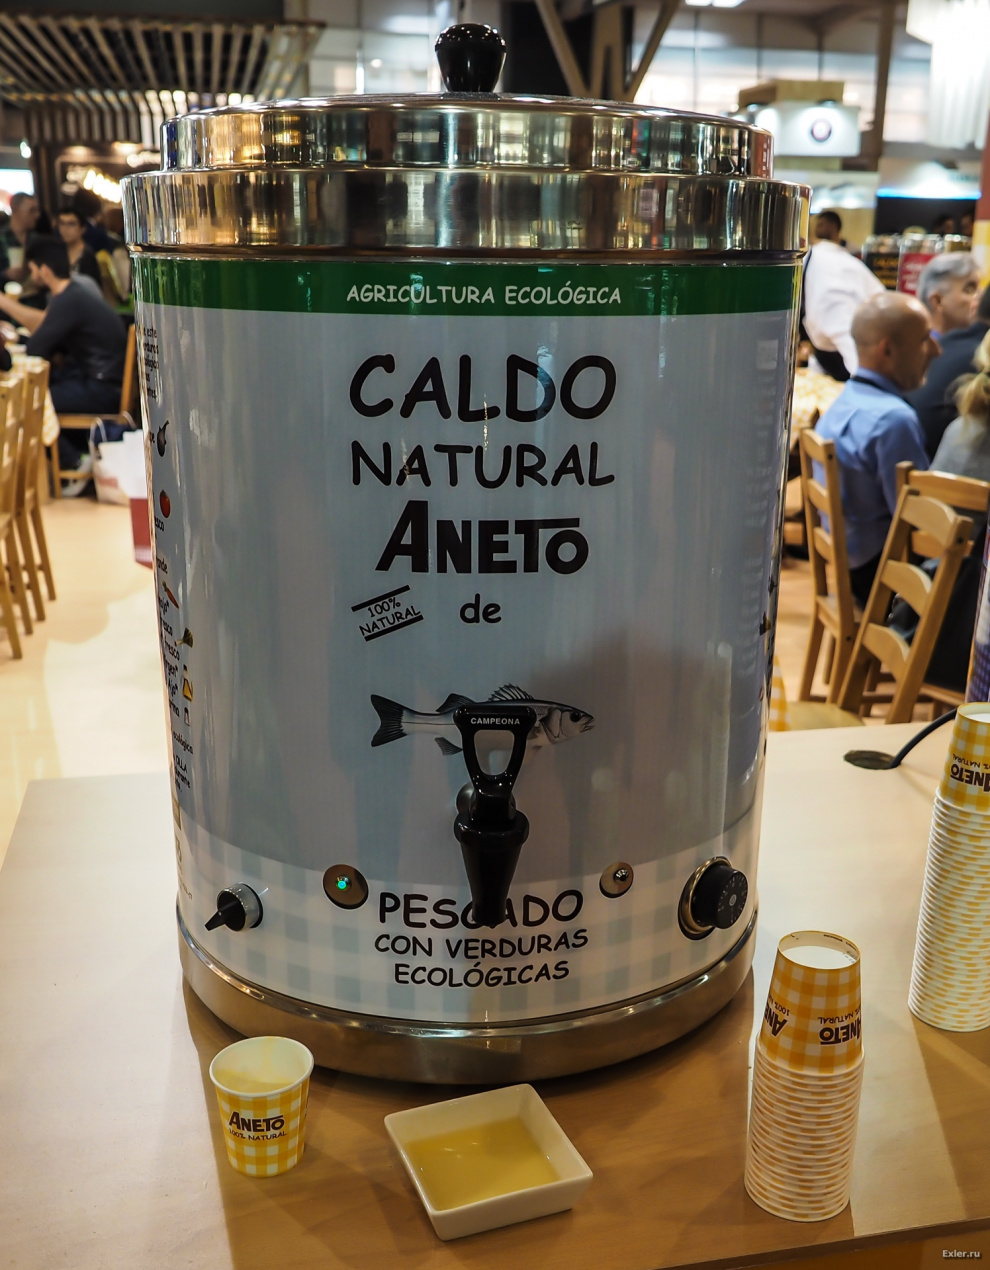 AGRICULTURA ECOLÓGICA
CALDO
NATURAL
ANETO
100%
NATURAL
de
CAMPEONA
PESCADO
CON VERDURAS
ECOLÓGICAS
ANETO
100% NATURAL
ANETO
100% NATURAL
ANETO
Exler.ru